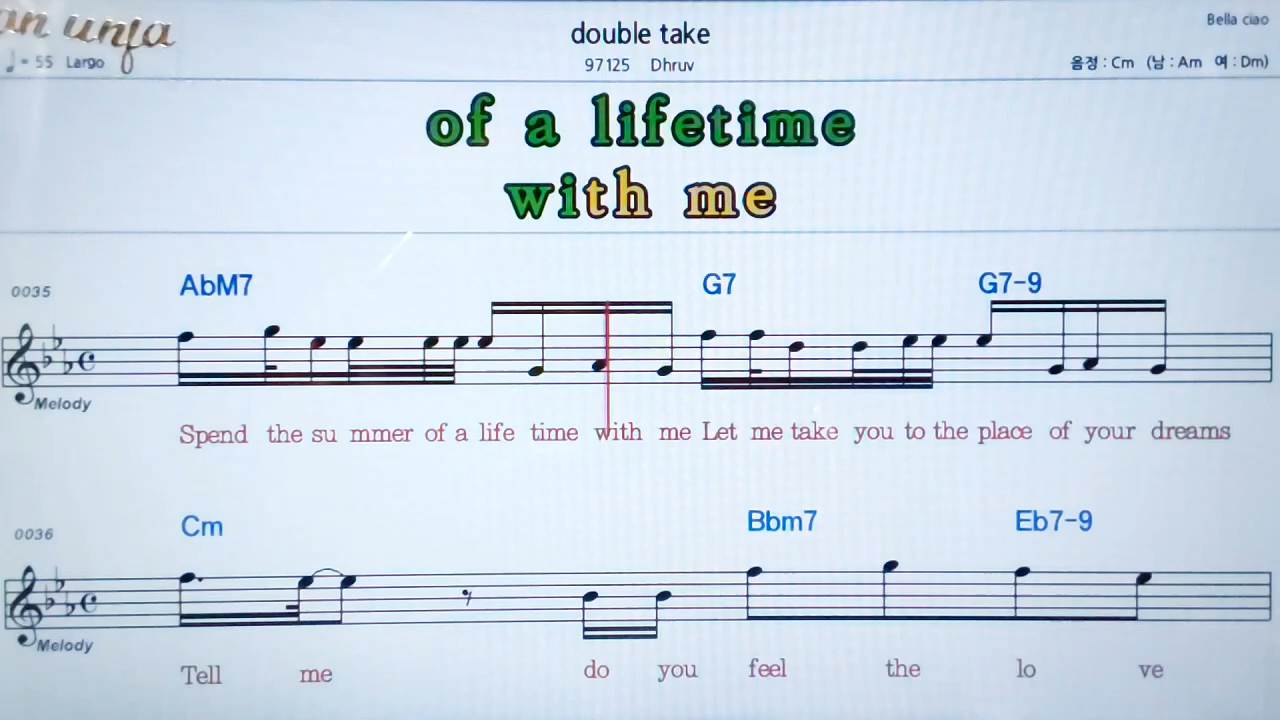 an unfa
double take
Bella ciao
♩= 55 Largo
97125 Dhruv
음정 : Cm (남 : Am 여 : Dm)
of a lifetime
with me
0035
AbM7 G7 G7-9
Melody
Spend the su mmer of a life time with me Let me take you to the place of your dreams
0036
Cm Bbm7 Eb7-9
Melody
Tell me do you feel the lo ve